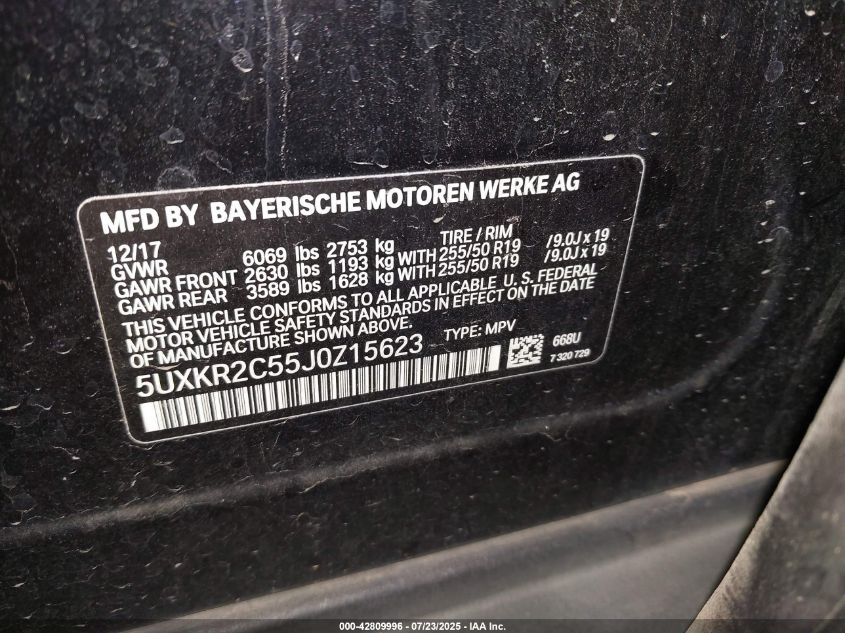 MFD BY BAYERISCHE MOTOREN WERKE AG
12/17 TIRE / RIM
GVWR 6069 lbs 2753 kg
GAWR FRONT 2630 lbs 1193 kg WITH 255/50 R19 / 9.0J x 19
GAWR REAR 3589 lbs 1628 kg WITH 255/50 R19 / 9.0J x 19
THIS VEHICLE CONFORMS TO ALL APPLICABLE U. S. FEDERAL
MOTOR VEHICLE SAFETY STANDARDS IN EFFECT ON THE DATE
OF MANUFACTURE SHOWN ABOVE.
TYPE: MPV
5UXKR2C55J0Z15623
668U
7 320 729
000-42809996 - 07/23/2025 - IAA Inc.